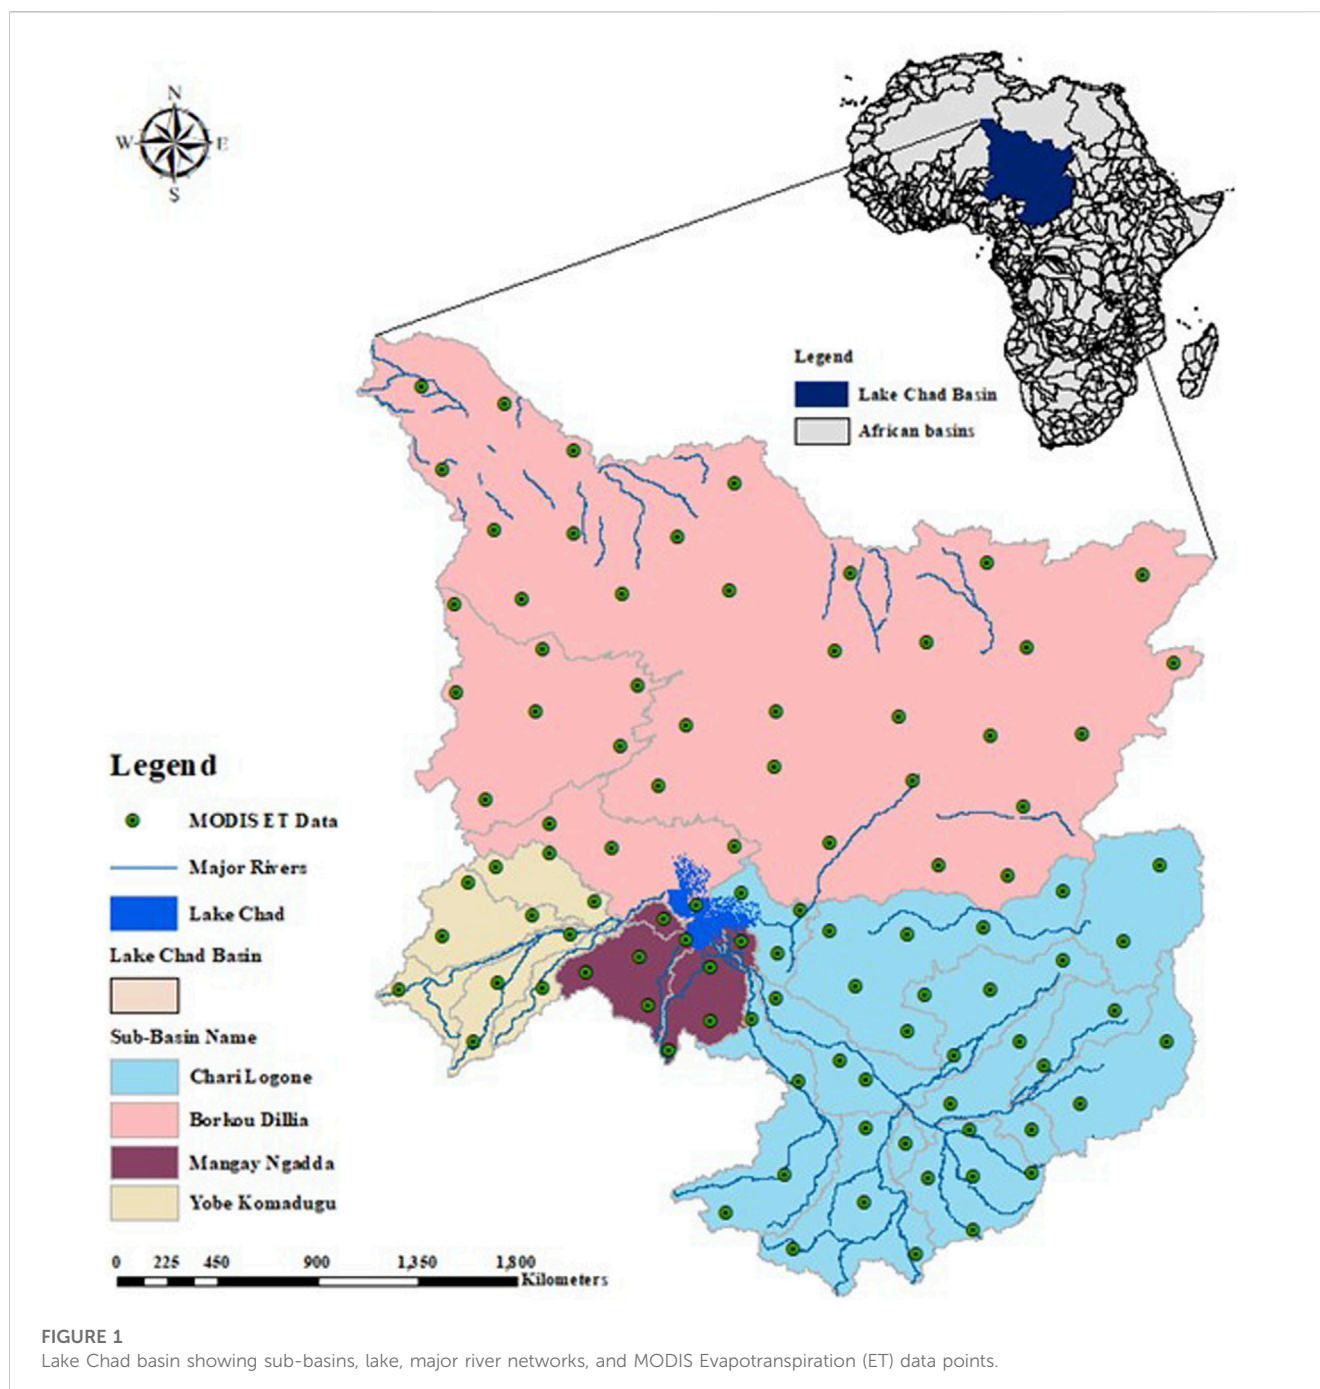 N
W E
S
Legend
Lake Chad Basin
African basins
Legend
MODIS ET Data
Major Rivers
Lake Chad
Lake Chad Basin
Sub-Basin Name
Chari Logone
Borkou Dillia
Mangay Ngadda
Yobe Komadugu
0 225 450 900 1,350 1,800
Kilometers
FIGURE 1
Lake Chad basin showing sub-basins, lake, major river networks, and MODIS Evapotranspiration (ET) data points.